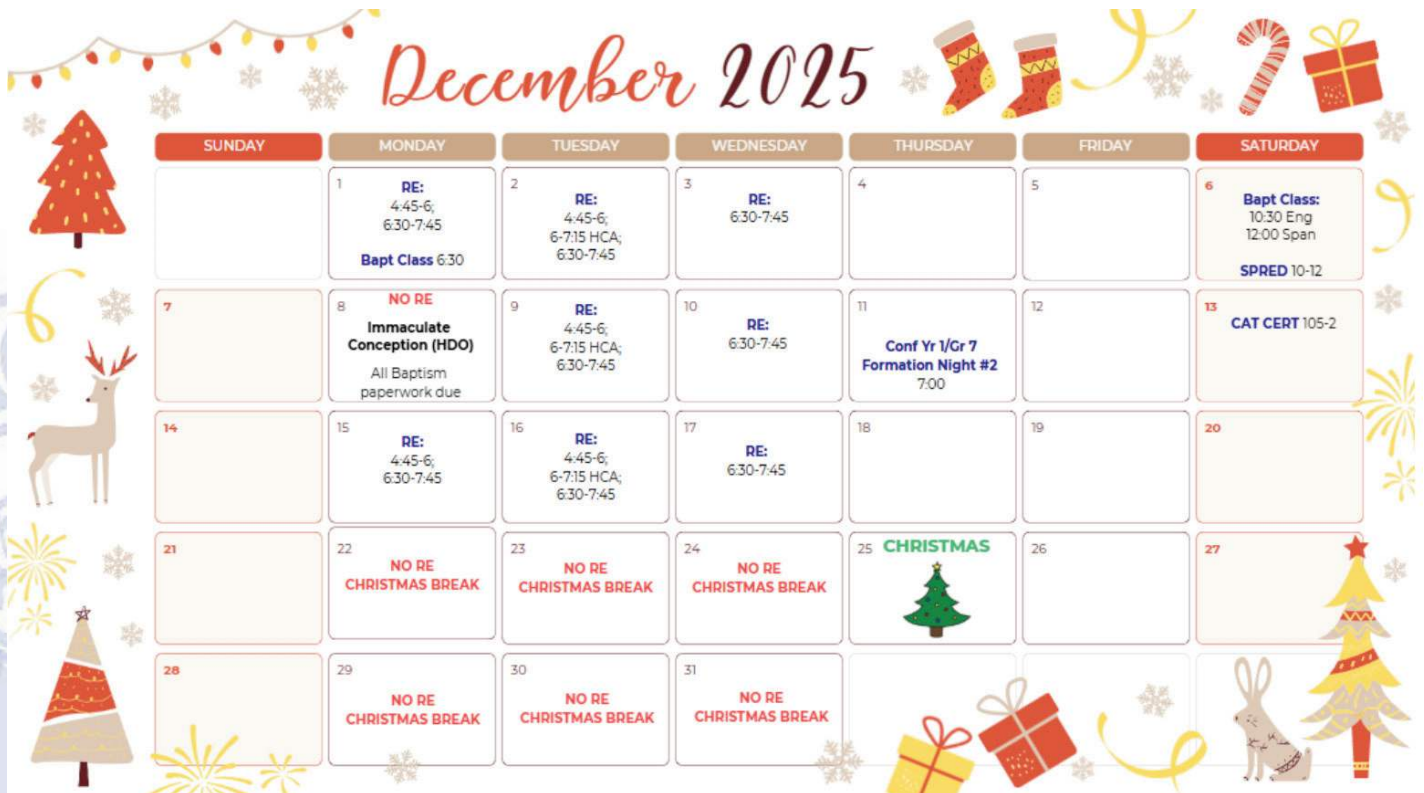 December 2025
SUNDAY MONDAY TUESDAY WEDNESDAY THURSDAY FRIDAY SATURDAY
1
RE:
4:45-6;
6:30-7:45
Bapt Class 6:30
2
RE:
4:45-6;
6-7:15 HCA;
6:30-7:45
3
RE:
6:30-7:45
4
5
6
Bapt Class:
10:30 Eng
12:00 Span
SPRED 10-12
7
8
NO RE
Immaculate
Conception (HDO)
All Baptism
paperwork due
9
RE:
4:45-6;
6-7:15 HCA;
6:30-7:45
10
RE:
6:30-7:45
11
Conf Yr 1/Gr 7
Formation Night #2
7:00
12
13
CAT CERT 105-2
14
15
RE:
4:45-6;
6:30-7:45
16
RE:
4:45-6;
6-7:15 HCA;
6:30-7:45
17
RE:
6:30-7:45
18
19
20
21
22
NO RE
CHRISTMAS BREAK
23
NO RE
CHRISTMAS BREAK
24
NO RE
CHRISTMAS BREAK
25 CHRISTMAS
26
27
28
29
NO RE
CHRISTMAS BREAK
30
NO RE
CHRISTMAS BREAK
31
NO RE
CHRISTMAS BREAK